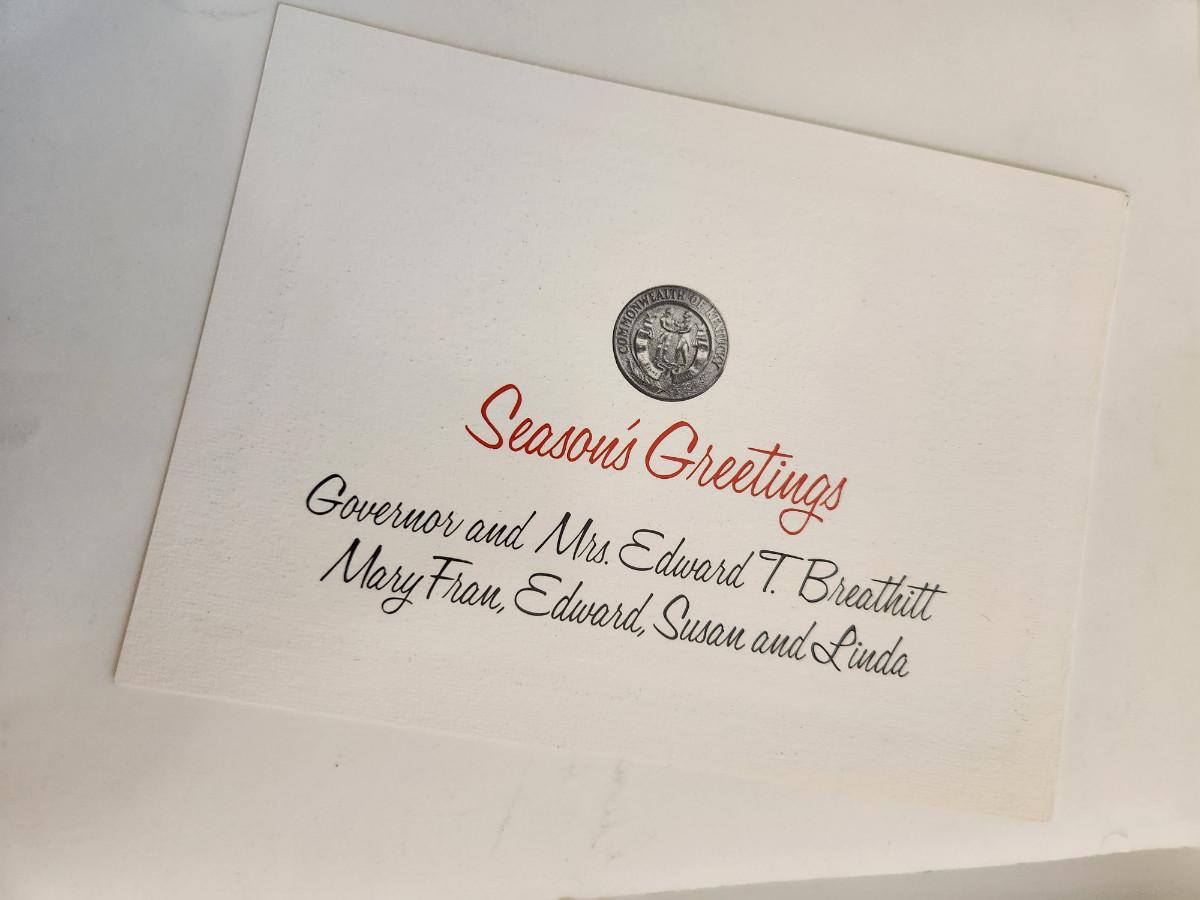 COMMONWEALTH OF KENTUCKY
Season's Greetings
Governor and Mrs. Edward T. Breathitt
Mary Fran, Edward, Susan and Linda